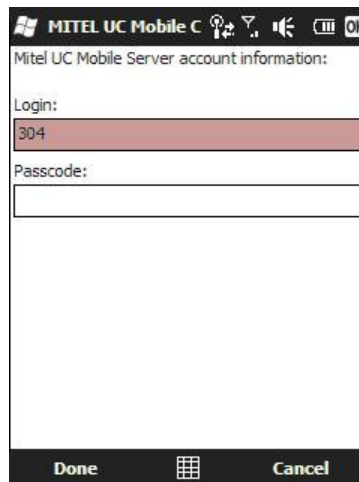 MITEL UC Mobile C
Mitel UC Mobile Server account information:
Login:
304
Passcode:
Done
Cancel